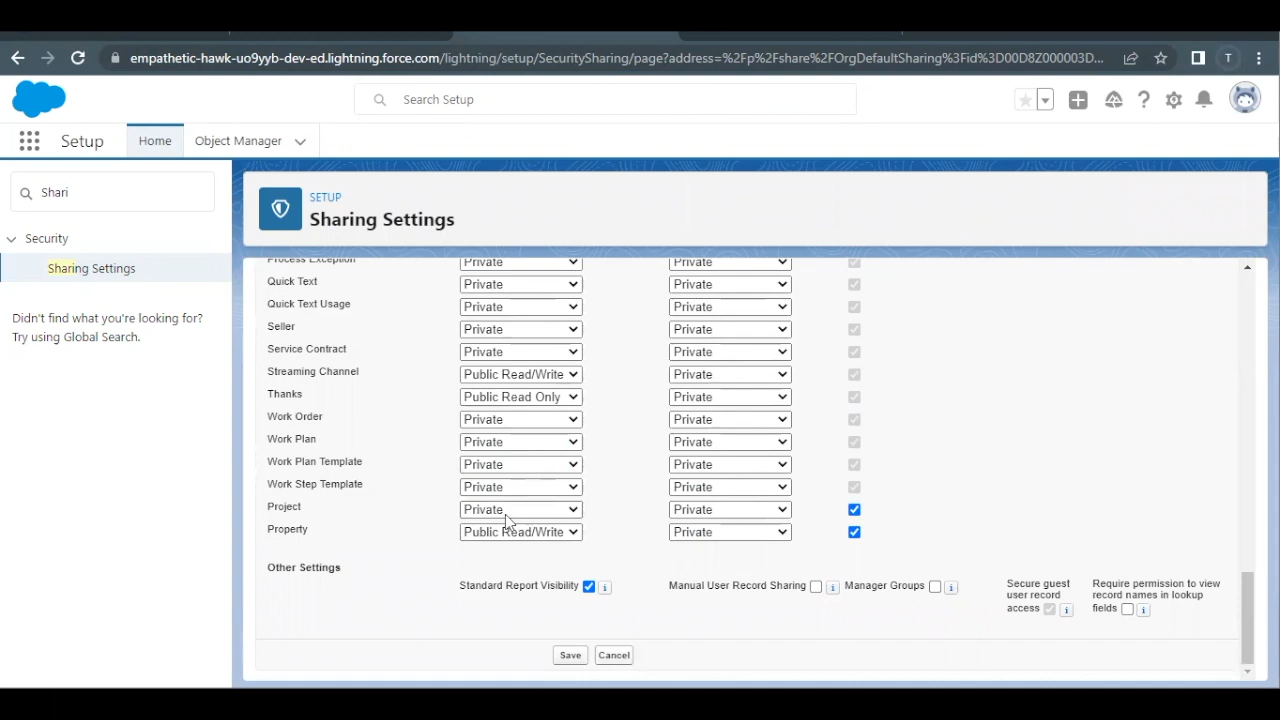 empathetic-hawk-uo9yyb-dev-ed.lightning.force.com/lightning/setup/SecuritySharing/page?address=%2Fp%2Fshare%2FOrgDefaultSharing%3Fid%3D00D8Z000003D... T
Search Setup
Setup Home Object Manager
Shari
Security
Sharing Settings
Didn't find what you're looking for?
Try using Global Search.
SETUP
Sharing Settings
Process Exception Private Private
Quick Text Private Private
Quick Text Usage Private Private
Seller Private Private
Service Contract Private Private
Streaming Channel Public Read/Write Private
Thanks Public Read Only Private
Work Order Private Private
Work Plan Private Private
Work Plan Template Private Private
Work Step Template Private Private
Project Private Private
Property Public Read/Write Private
Other Settings
Standard Report Visibility i Manual User Record Sharing i Manager Groups i
Secure guest
user record
access i
Require permission to view
record names in lookup
fields i
Save Cancel